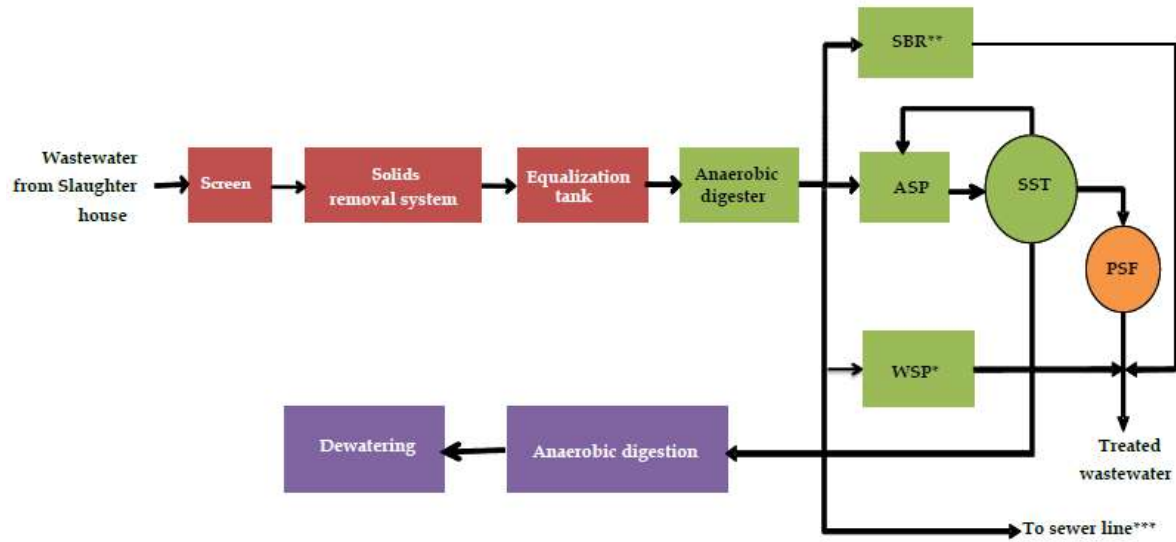 SBR**
Wastewater
from Slaughter
house
Screen
Solids
removal system
Equalization
tank
Anaerobic
digester
ASP
SST
PSF
WSP*
Dewatering
Anaerobic digestion
Treated
wastewater
To sewer line***